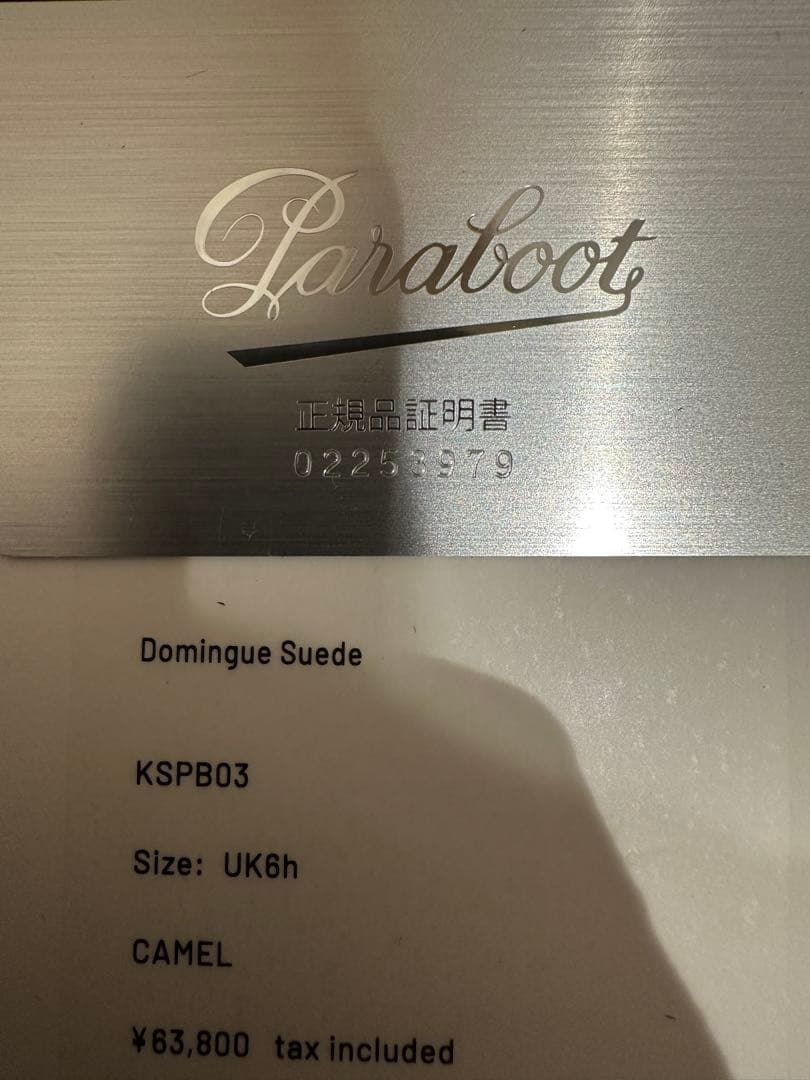 Paraboot
正規品証明書
02253979
Domingue Suede
KSPB03
Size: UK6h
CAMEL
¥63,800 tax included